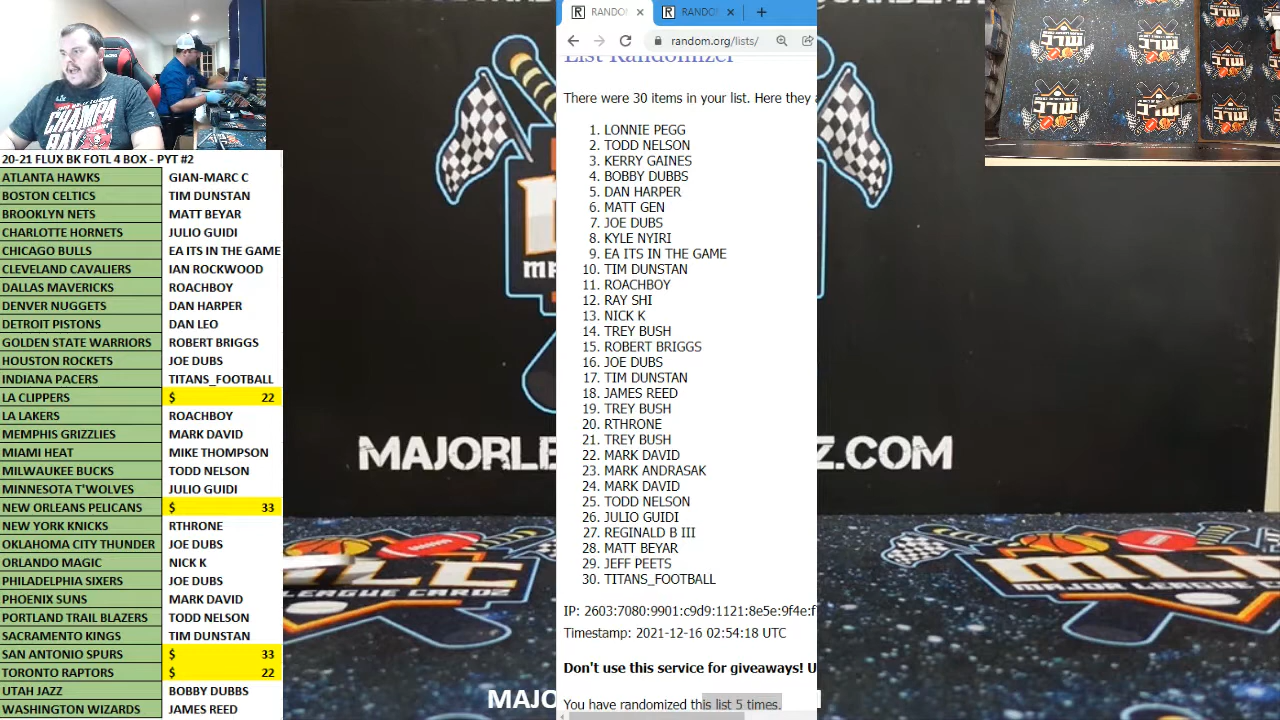 20-21 FLUX BK FOTL 4 BOX - PYT #2
ATLANTA HAWKS GIAN-MARC C
BOSTON CELTICS TIM DUNSTAN
BROOKLYN NETS MATT BEYAR
CHARLOTTE HORNETS JULIO GUIDI
CHICAGO BULLS EA ITS IN THE GAME
CLEVELAND CAVALIERS IAN ROCKWOOD
DALLAS MAVERICKS ROACHBOY
DENVER NUGGETS DAN HARPER
DETROIT PISTONS DAN LEO
GOLDEN STATE WARRIORS ROBERT BRIGGS
HOUSTON ROCKETS JOE DUBS
INDIANA PACERS TITANS_FOOTBALL
LA CLIPPERS $ 22
LA LAKERS ROACHBOY
MEMPHIS GRIZZLIES MARK DAVID
MIAMI HEAT MIKE THOMPSON
MILWAUKEE BUCKS TODD NELSON
MINNESOTA T'WOLVES JULIO GUIDI
NEW ORLEANS PELICANS $ 33
NEW YORK KNICKS RTHRONE
OKLAHOMA CITY THUNDER JOE DUBS
ORLANDO MAGIC NICK K
PHILADELPHIA SIXERS JOE DUBS
PHOENIX SUNS MARK DAVID
PORTLAND TRAIL BLAZERS TODD NELSON
SACRAMENTO KINGS TIM DUNSTAN
SAN ANTONIO SPURS $ 33
TORONTO RAPTORS $ 22
UTAH JAZZ BOBBY DUBBS
WASHINGTON WIZARDS JAMES REED
RANDO
RANDO
random.org/lists/
List Randomizer
There were 30 items in your list. Here they a
1. LONNIE PEGG
2. TODD NELSON
3. KERRY GAINES
4. BOBBY DUBBS
5. DAN HARPER
6. MATT GEN
7. JOE DUBS
8. KYLE NYIRI
9. EA ITS IN THE GAME
10. TIM DUNSTAN
11. ROACHBOY
12. RAY SHI
13. NICK K
14. TREY BUSH
15. ROBERT BRIGGS
16. JOE DUBS
17. TIM DUNSTAN
18. JAMES REED
19. TREY BUSH
20. RTHRONE
21. TREY BUSH
22. MARK DAVID
23. MARK ANDRASAK
24. MARK DAVID
25. TODD NELSON
26. JULIO GUIDI
27. REGINALD B III
28. MATT BEYAR
29. JEFF PEETS
30. TITANS_FOOTBALL
IP: 2603:7080:9901:c9d9:1121:8e5e:9f4e:f
Timestamp: 2021-12-16 02:54:18 UTC
Don't use this service for giveaways! U
You have randomized this list 5 times.
MAJORLE
Z.COM
MLC
LEAGUE CARDZ
MAJO